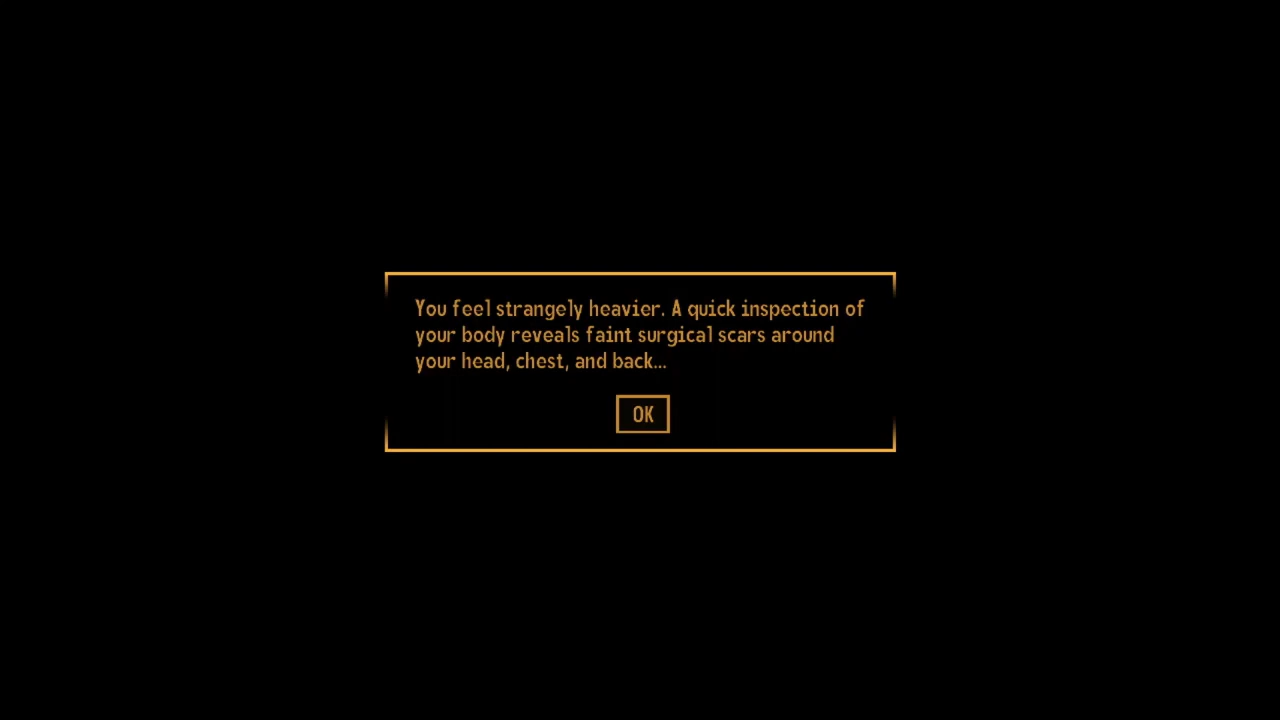 You feel strangely heavier. A quick inspection of
your body reveals faint surgical scars around
your head, chest, and back...
OK